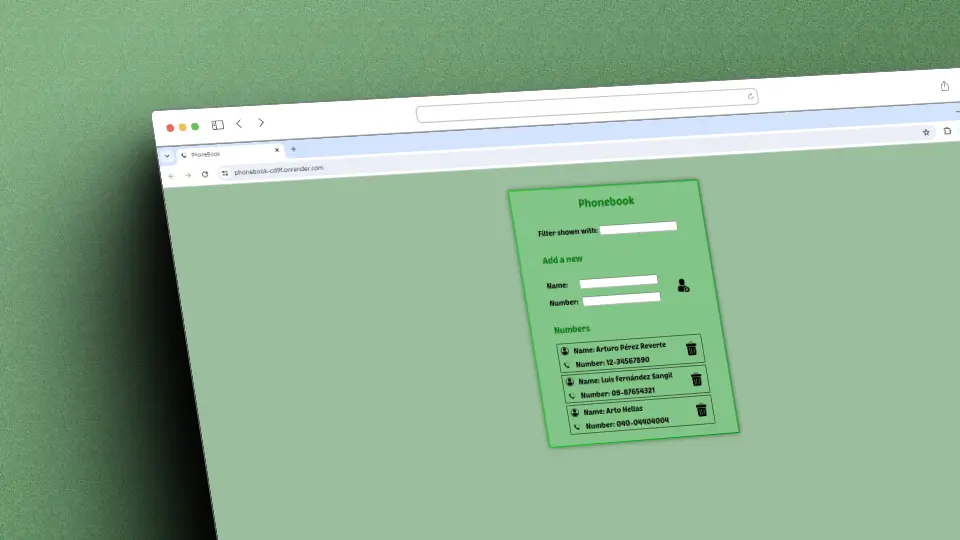 PhoneBook
phonebook-cd9f.onrender.com
Phonebook
Filter shown with:
Add a new
Name:
Number:
Numbers
Name: Arturo Pérez Reverte
Number: 12-34567890
Name: Luis Fernández Sangil
Number: 09-87654321
Name: Arto Hellas
Number: 040-04404004